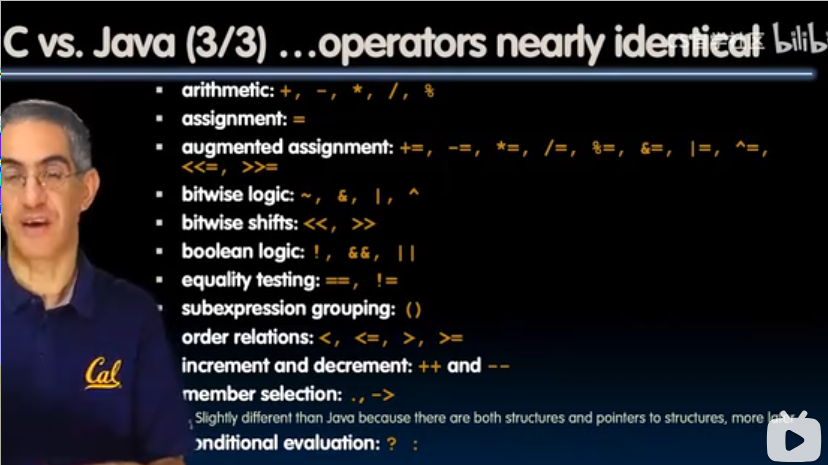 C vs. Java (3/3) ...operators nearly identical
bilibi
▪ arithmetic: +, -, *, /, %
▪ assignment: =
▪ augmented assignment: +=, -=, *=, /=, %=, &=, |=, ^=,
<<=, >>=
▪ bitwise logic: ~, &, |, ^
▪ bitwise shifts: <<, >>
▪ boolean logic: !, &&, ||
▪ equality testing: ==, !=
▪ subexpression grouping: ()
order relations: <, <=, >, >=
increment and decrement: ++ and --
member selection: ., ->
Slightly different than Java because there are both structures and pointers to structures, more later
onditional evaluation: ? :
Cal